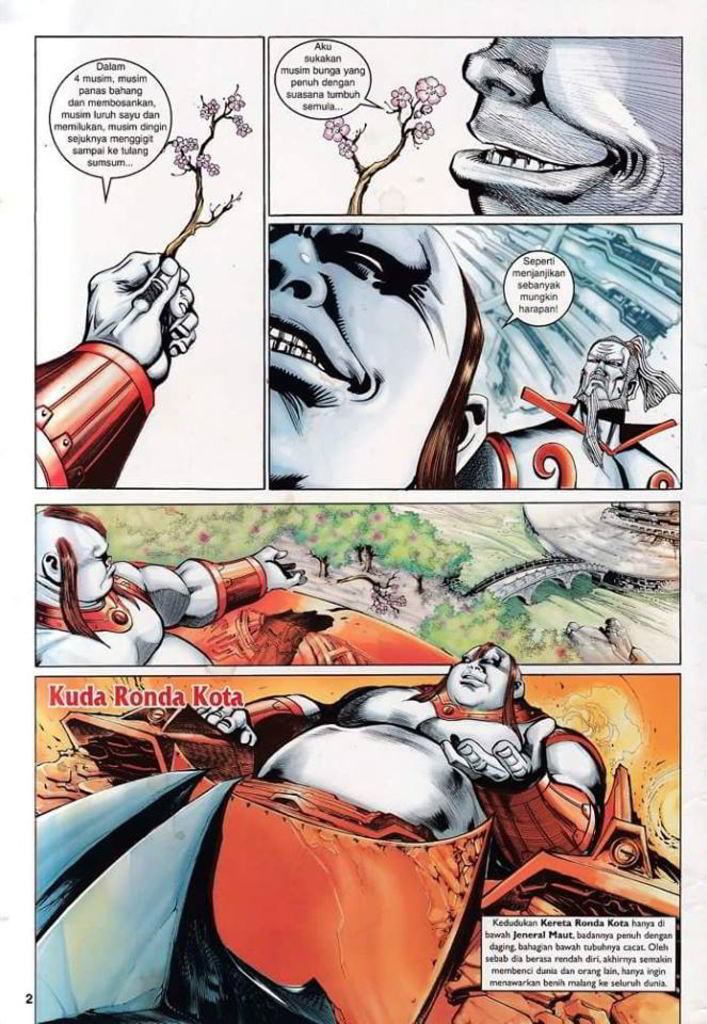 Dalam
4 musim, musim
panas bahang
dan membosankan,
musim luruh sayu dan
memilukan, musim dingin
sejuknya menggigit
sampai ke tulang
sumsum...
Aku
sukakan
musim bunga yang
penuh dengan
suasana tumbuh
semula...
Seperti
menjanjikan
sebanyak
mungkin
harapan!
Kuda Ronda Kota
Kedudukan Kereta Ronda Kota hanya di
bawah Jeneral Maut, badannya penuh dengan
daging, bahagian bawah tubuhnya cacat. Oleh
sebab dia berasa rendah diri, akhirnya semakin
membenci dunia dan orang lain, hanya ingin
menawarkan benih malang ke seluruh dunia.
2